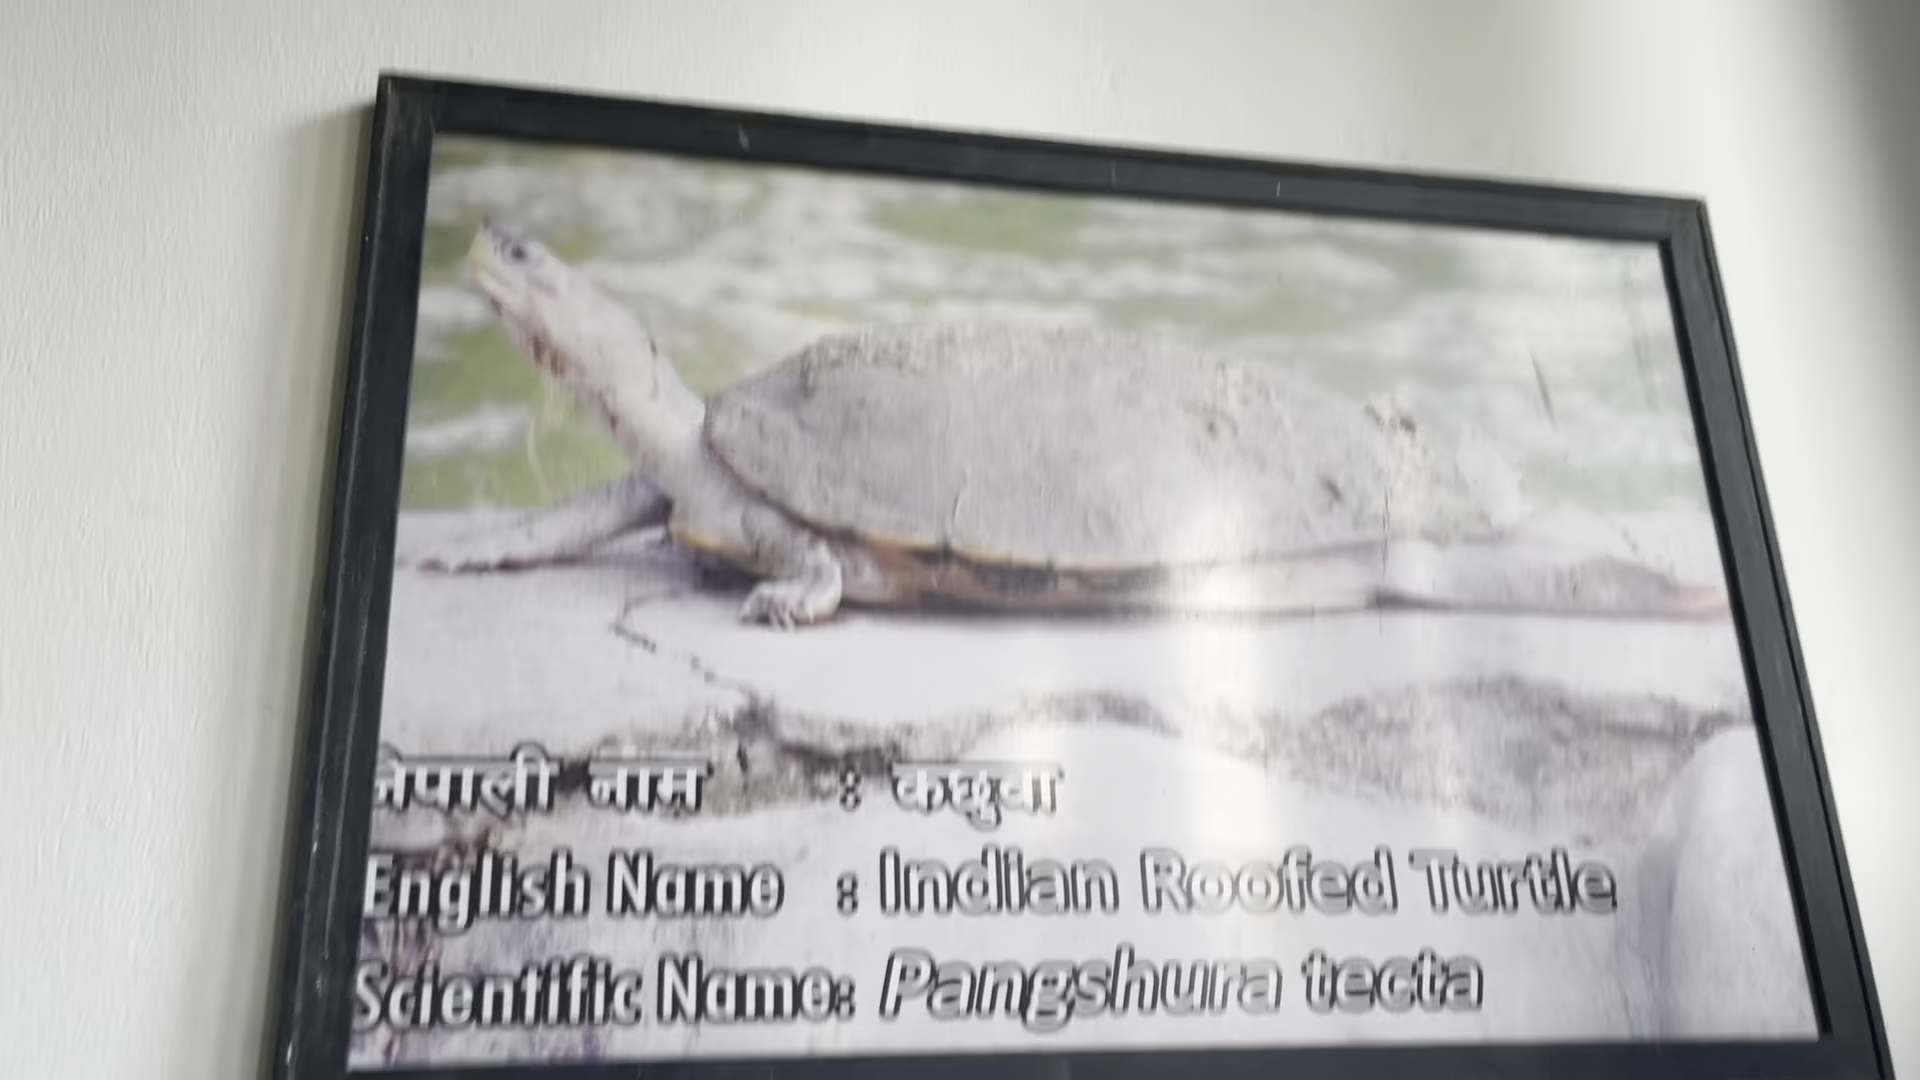 नेपाली नाम : कछुवा
English Name : Indian Roofed Turtle
Scientific Name: Pangshura tecta